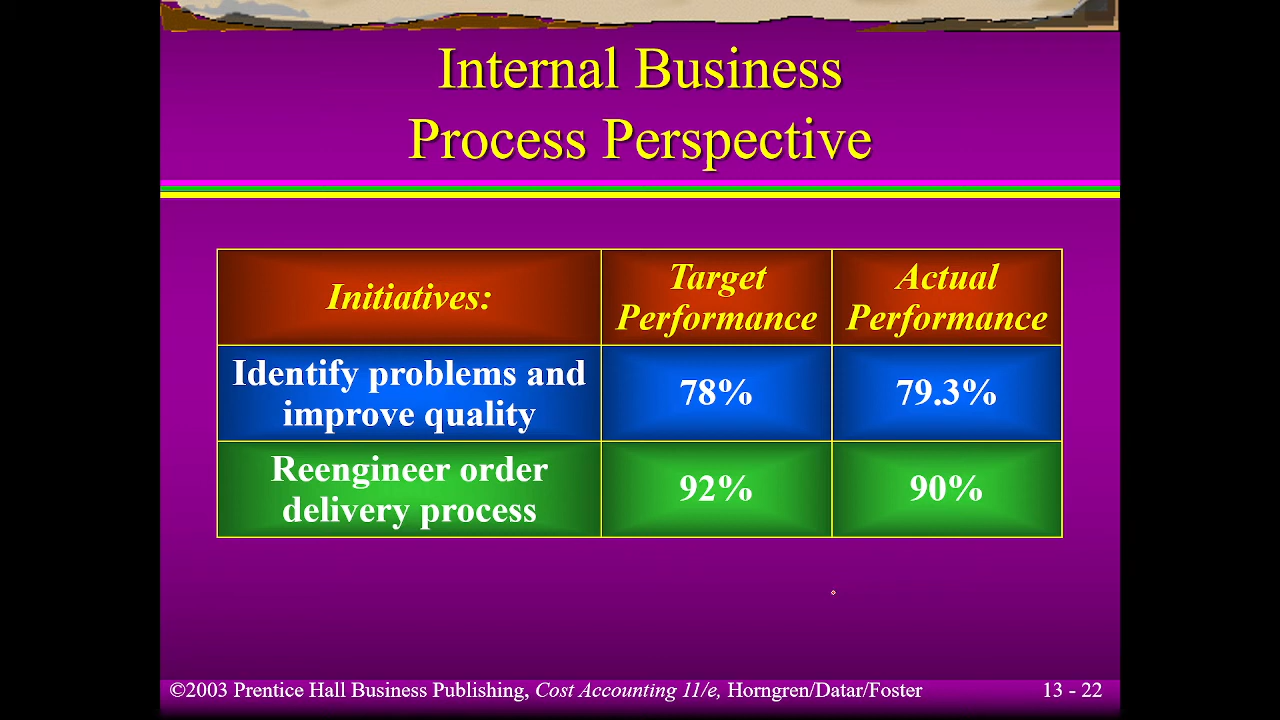 Internal Business
Process Perspective
Initiatives:
Target
Performance
Actual
Performance
Identify problems and
improve quality
78%
79.3%
Reengineer order
delivery process
92%
90%
©2003 Prentice Hall Business Publishing, Cost Accounting 11/e, Horngren/Datar/Foster
13 - 22